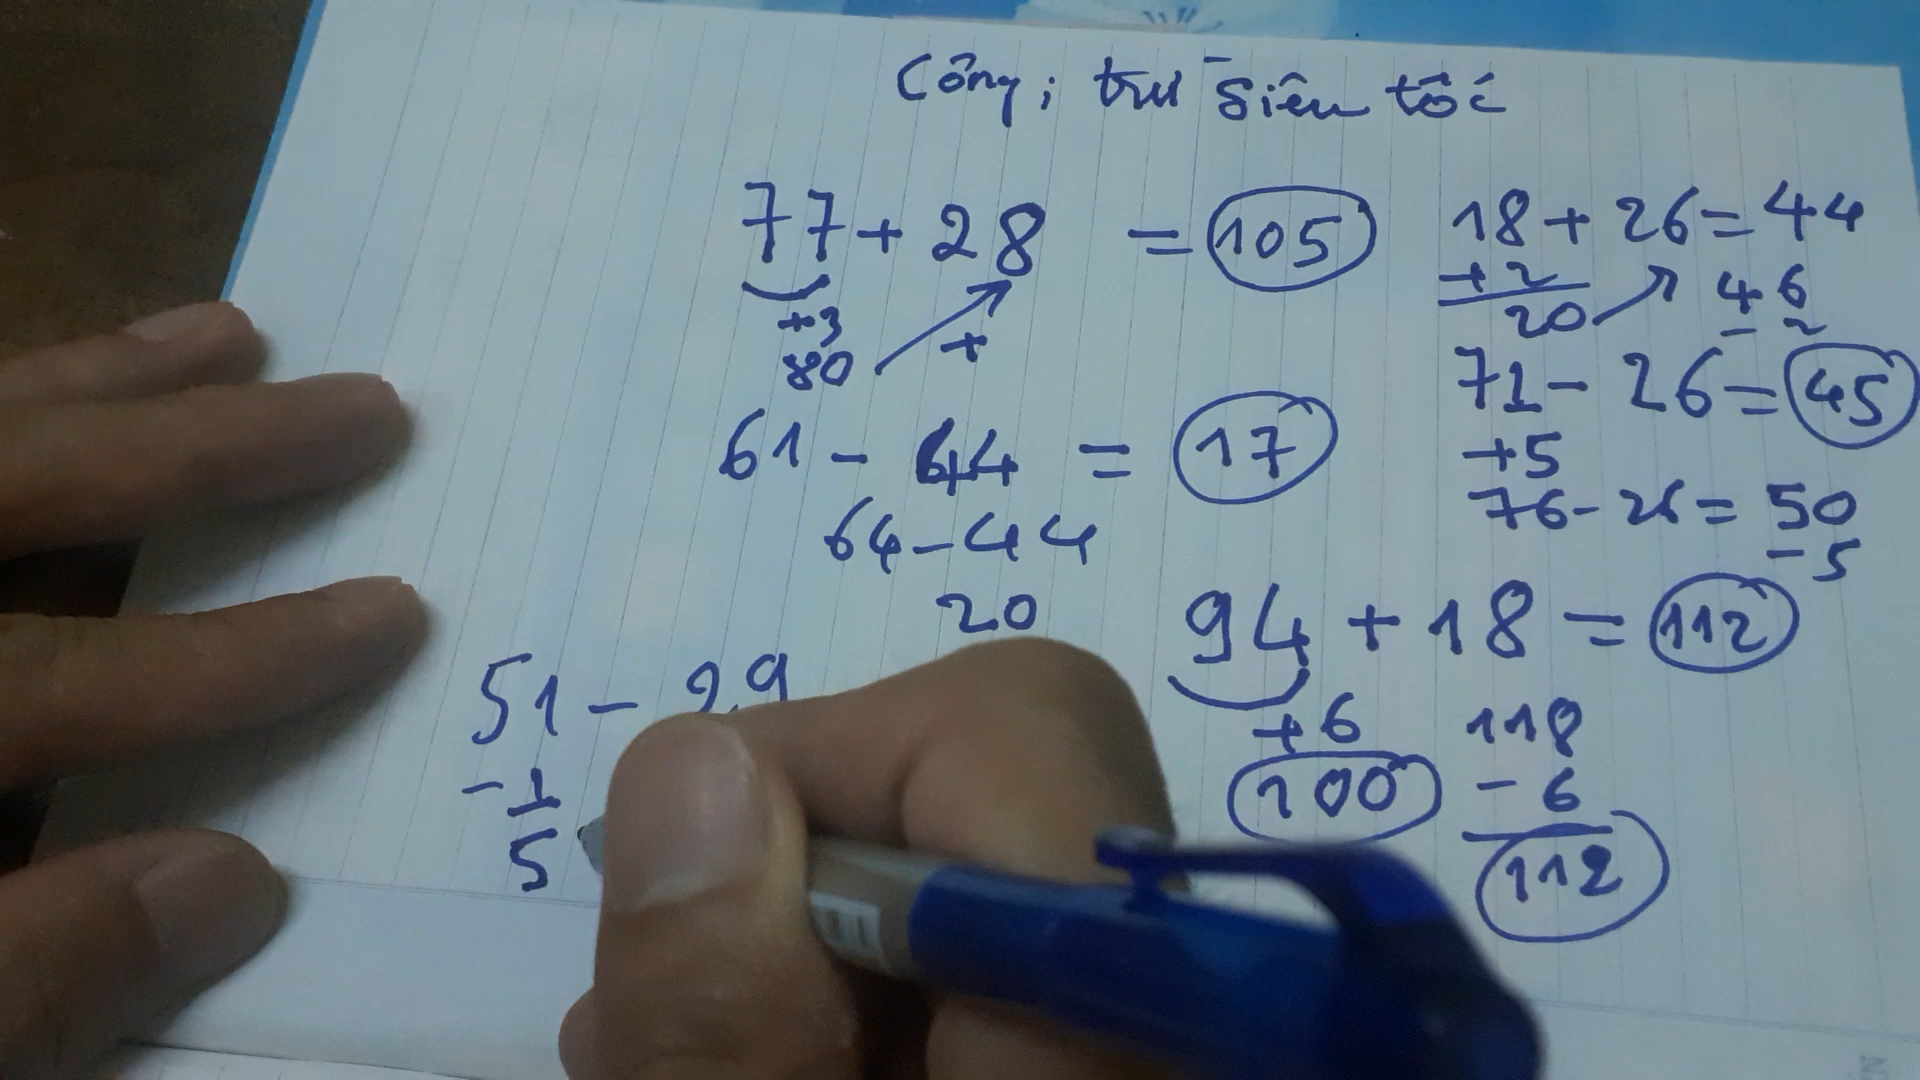 Cộng; trừ siêu tốc
77 + 28 = 105
+3
80
+
61 - 44 = 17
64 - 44
20
51 - 29
- 1
5
18 + 26 = 44
+ 2
20
46
- 2
71 - 26 = 45
+5
76 - 26 = 50
- 5
94 + 18 = 112
+6
100
118
- 6
112